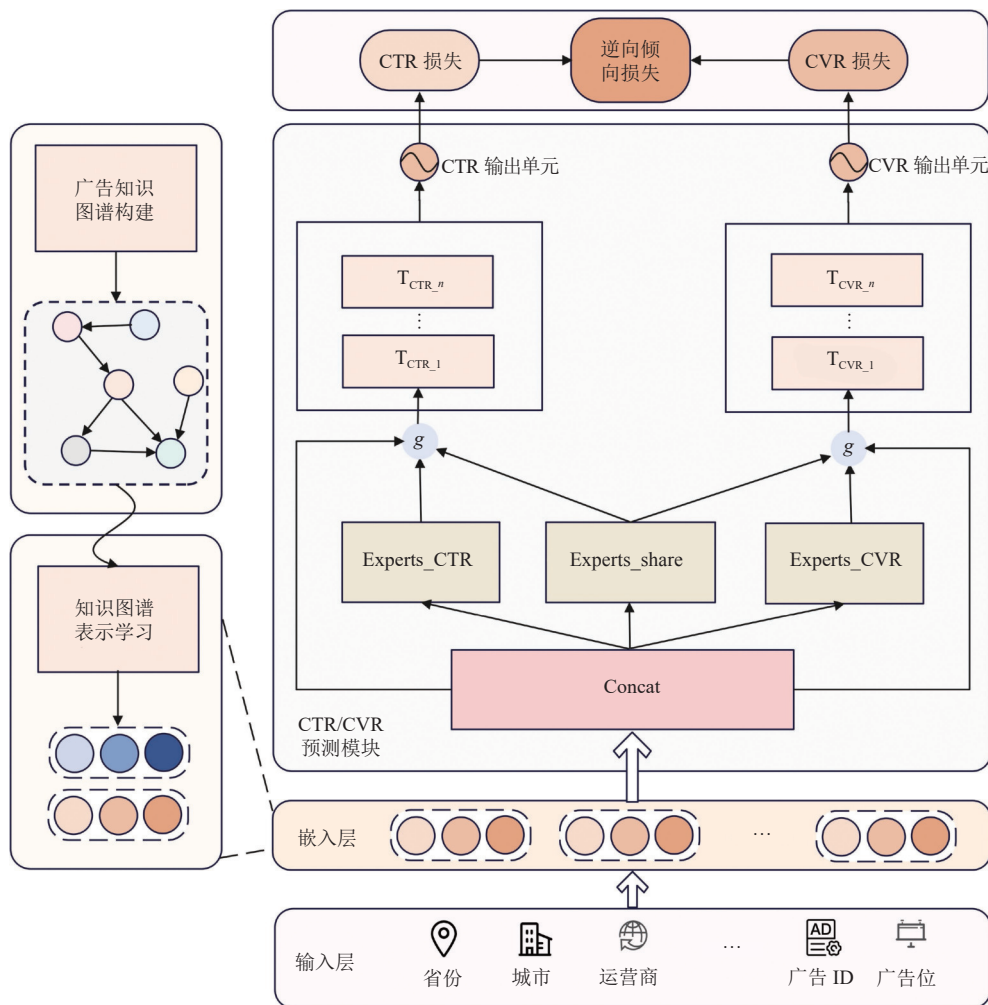 CTR 损失
逆向倾
向损失
CVR 损失
CTR 输出单元
CVR 输出单元
广告知识
图谱构建
T_CTR_n
⋮
T_CTR_1
T_CVR_n
⋮
T_CVR_1
g
g
Experts_CTR
Experts_share
Experts_CVR
知识图谱
表示学习
Concat
CTR/CVR
预测模块
嵌入层
…
输入层
省份
城市
运营商
…
AD
广告 ID
广告位